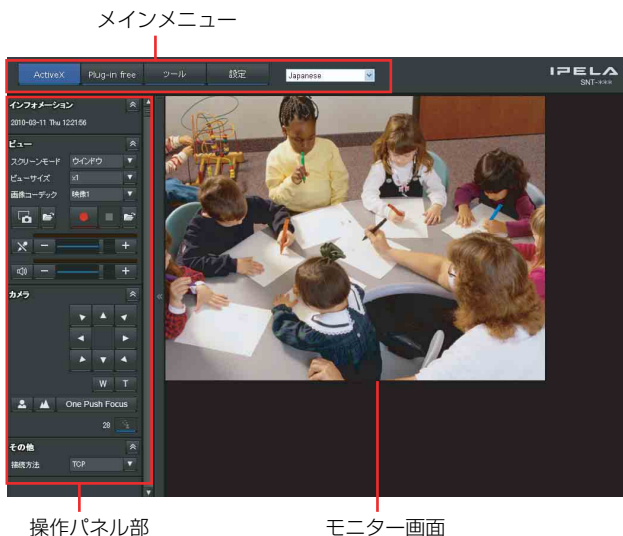 メインメニュー
ActiveX Plug-in free ツール 設定 Japanese
IPELA
SNT-***
インフォメーション
2010-03-11 Thu 12:21:56
ビュー
スクリーンモード ウインドウ
ビューサイズ x1
画像コーデック 映像1
カメラ
W T
One Push Focus
28
その他
接続方法 TCP
操作パネル部 モニター画面